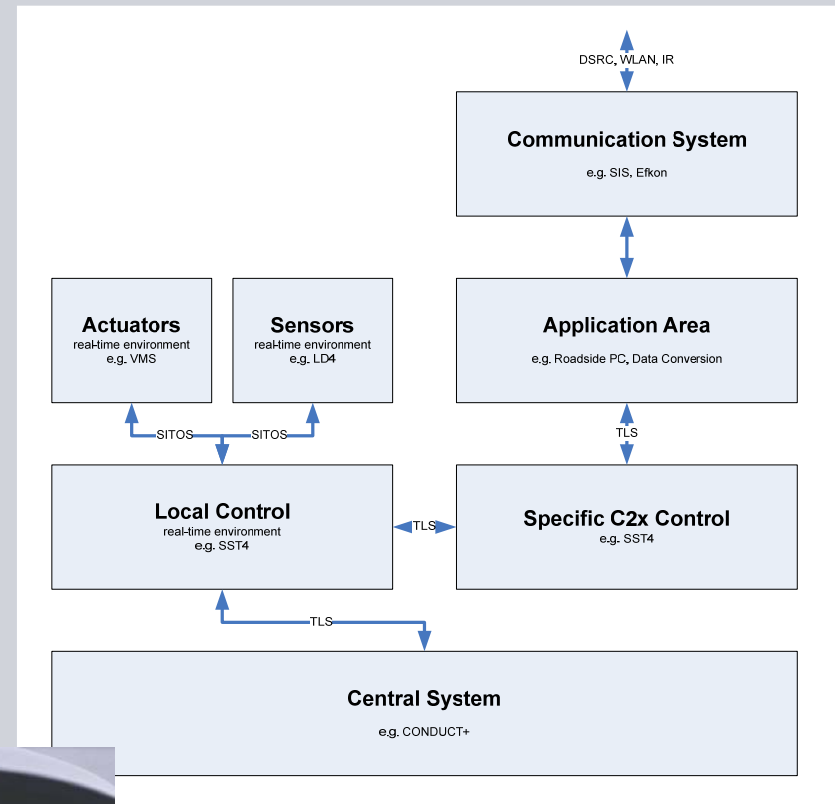 DSRC, WLAN, IR
Communication System
e.g. SIS, Efkon
Actuators
real-time environment
e.g. VMS
Sensors
real-time environment
e.g. LD4
Application Area
e.g. Roadside PC, Data Conversion
SITOS
SITOS
TLS
Local Control
real-time environment
e.g. SST4
TLS
Specific C2x Control
e.g. SST4
TLS
Central System
e.g. CONDUCT+